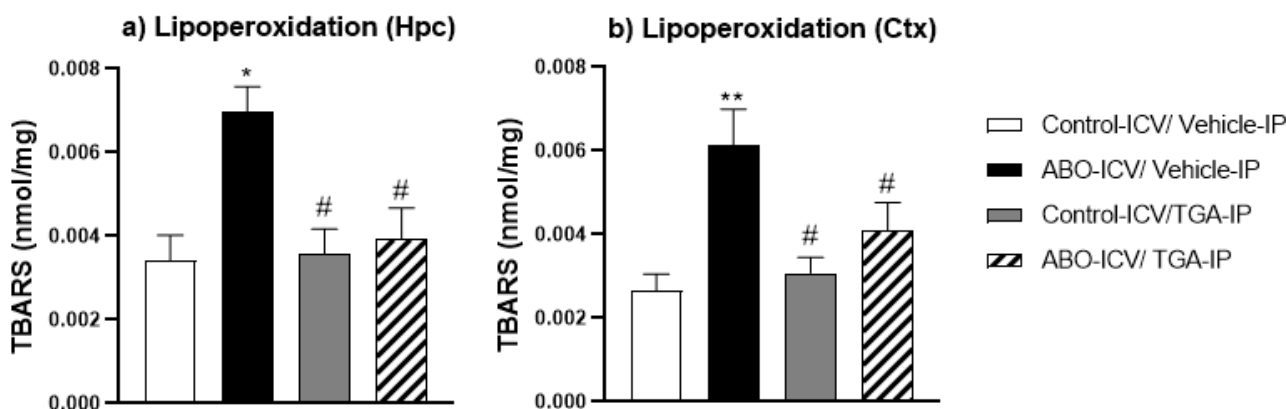 a) Lipoperoxidation (Hpc)
TBARS (nmol/mg)
0.008
0.006
0.004
0.002
0.000
*
#
#
b) Lipoperoxidation (Ctx)
TBARS (nmol/mg)
0.008
0.006
0.004
0.002
0.000
**
#
#
Control-ICV/ Vehicle-IP
ABO-ICV/ Vehicle-IP
Control-ICV/TGA-IP
ABO-ICV/ TGA-IP